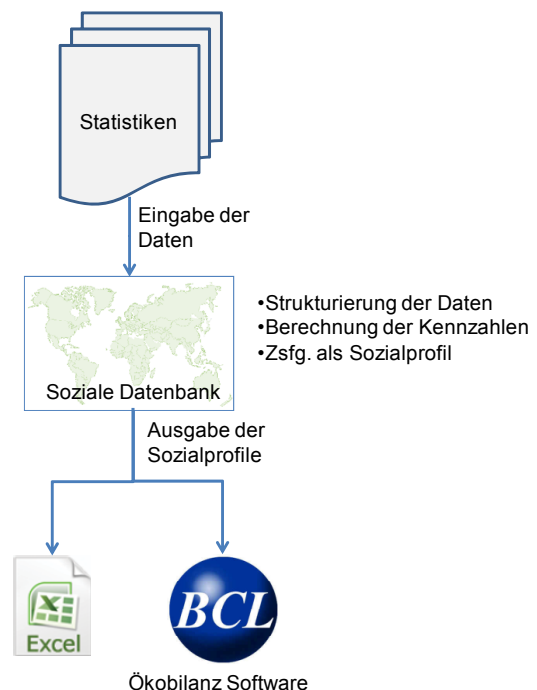 Statistiken
Eingabe der
Daten
•Strukturierung der Daten
•Berechnung der Kennzahlen
•Zsfg. als Sozialprofil
Soziale Datenbank
Ausgabe der
Sozialprofile
Excel
BCL
Ökobilanz Software